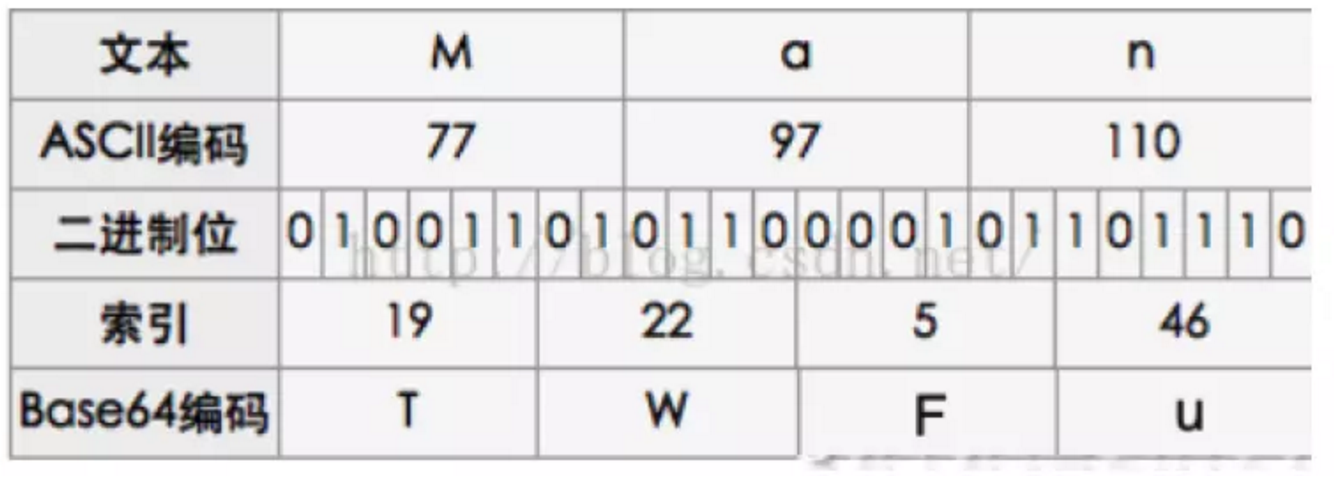 文本 M a n
ASCII编码 77 97 110
二进制位 0 1 0 0 1 1 0 1 0 1 1 0 0 0 0 1 0 1 1 0 1 1 1 0
http://blog.csdn.net/
索引 19 22 5 46
Base64编码 T W F u